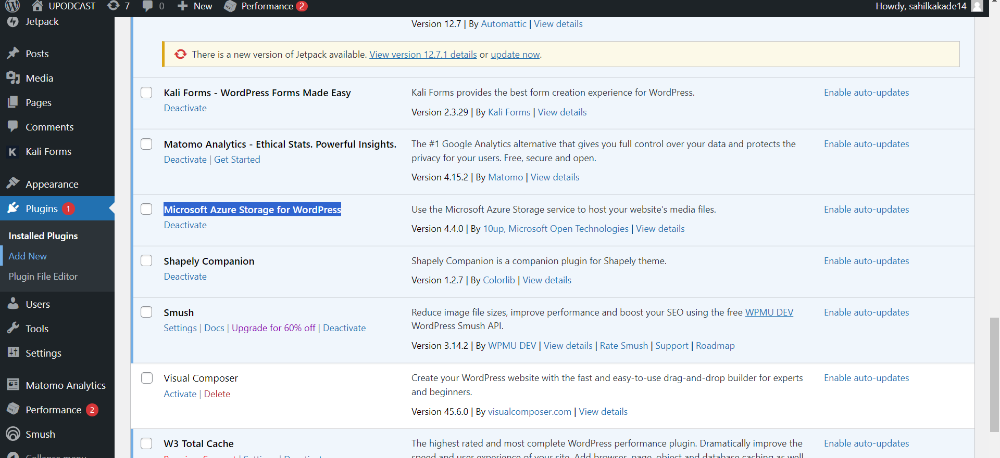 UPODCAST 7 0 New Performance 2 Howdy, sahilkakade14
Jetpack
Posts
Media
Pages
Comments
Kali Forms
Appearance
Plugins 1
Installed Plugins
Add New
Plugin File Editor
Users
Tools
Settings
Matomo Analytics
Performance 2
Smush
Collapse menu
Version 12.7 | By Automattic | View details
There is a new version of Jetpack available. View version 12.7.1 details or update now.
Kali Forms - WordPress Forms Made Easy
Deactivate
Kali Forms provides the best form creation experience for WordPress.
Version 2.3.29 | By Kali Forms | View details
Enable auto-updates
Matomo Analytics - Ethical Stats. Powerful Insights.
Deactivate | Get Started
The #1 Google Analytics alternative that gives you full control over your data and protects the
privacy for your users. Free, secure and open.
Version 4.15.2 | By Matomo | View details
Enable auto-updates
Microsoft Azure Storage for WordPress
Deactivate
Use the Microsoft Azure Storage service to host your website's media files.
Version 4.4.0 | By 10up, Microsoft Open Technologies | View details
Enable auto-updates
Shapely Companion
Deactivate
Shapely Companion is a companion plugin for Shapely theme.
Version 1.2.7 | By Colorlib | View details
Enable auto-updates
Smush
Settings | Docs | Upgrade for 60% off | Deactivate
Reduce image file sizes, improve performance and boost your SEO using the free WPMU DEV
WordPress Smush API.
Version 3.14.2 | By WPMU DEV | View details | Rate Smush | Support | Roadmap
Enable auto-updates
Visual Composer
Activate | Delete
Create your WordPress website with the fast and easy-to-use drag-and-drop builder for experts
and beginners.
Version 45.6.0 | By visualcomposer.com | View details
Enable auto-updates
W3 Total Cache
The highest rated and most complete WordPress performance plugin. Dramatically improve the
speed and user experience of your site. Add browser, page, object and database caching as well
Enable auto-updates